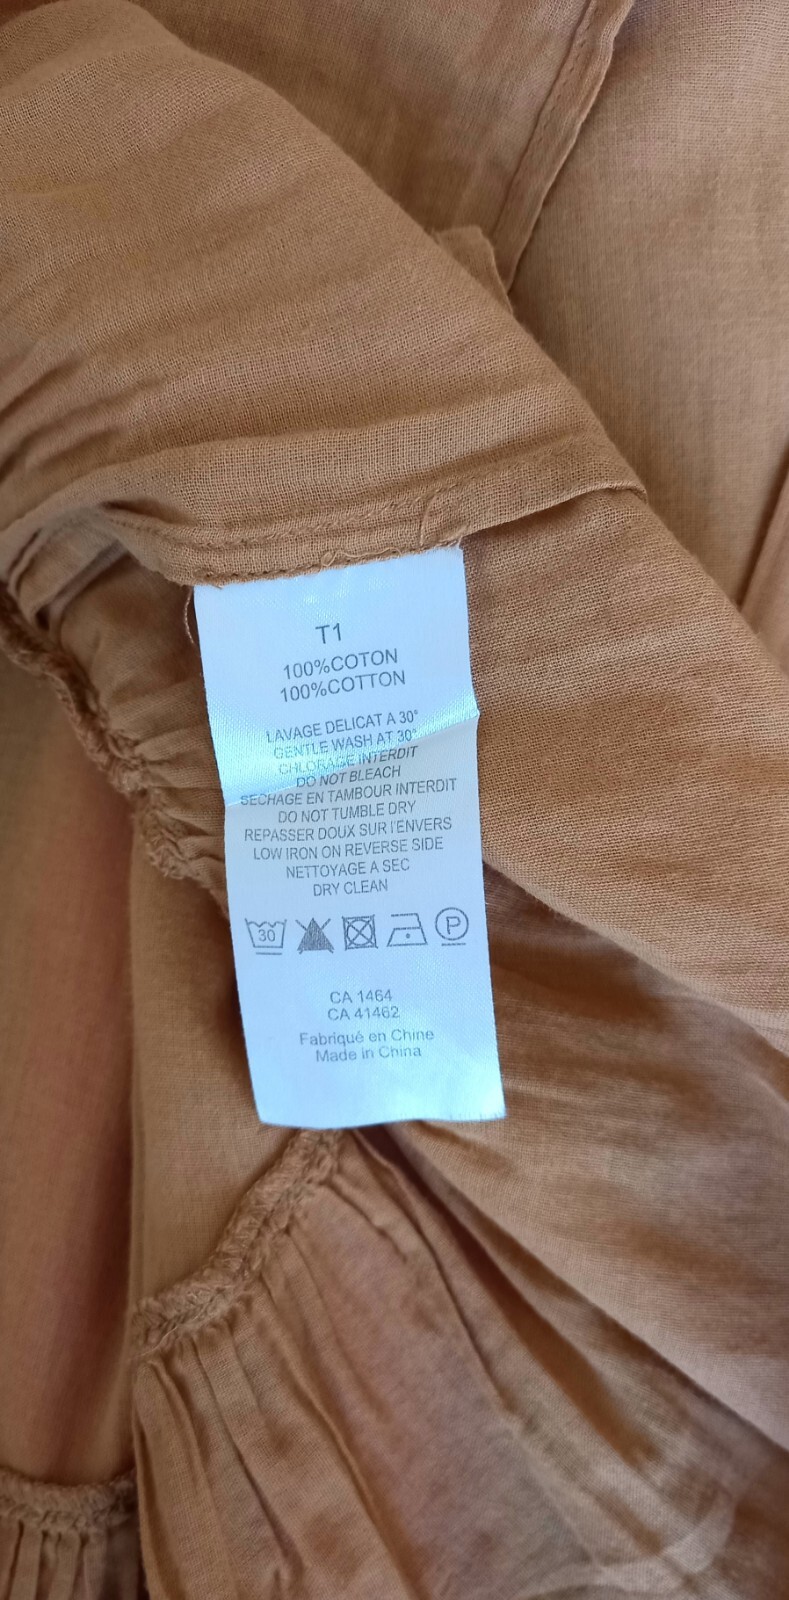 T1
100%COTON
100%COTTON
LAVAGE DELICAT A 30°
GENTLE WASH AT 30°
CHLORAGE INTERDIT
DO NOT BLEACH
SECHAGE EN TAMBOUR INTERDIT
DO NOT TUMBLE DRY
REPASSER DOUX SUR l'ENVERS
LOW IRON ON REVERSE SIDE
NETTOYAGE A SEC
DRY CLEAN
30 P
CA 1464
CA 41462
Fabriqué en Chine
Made in China